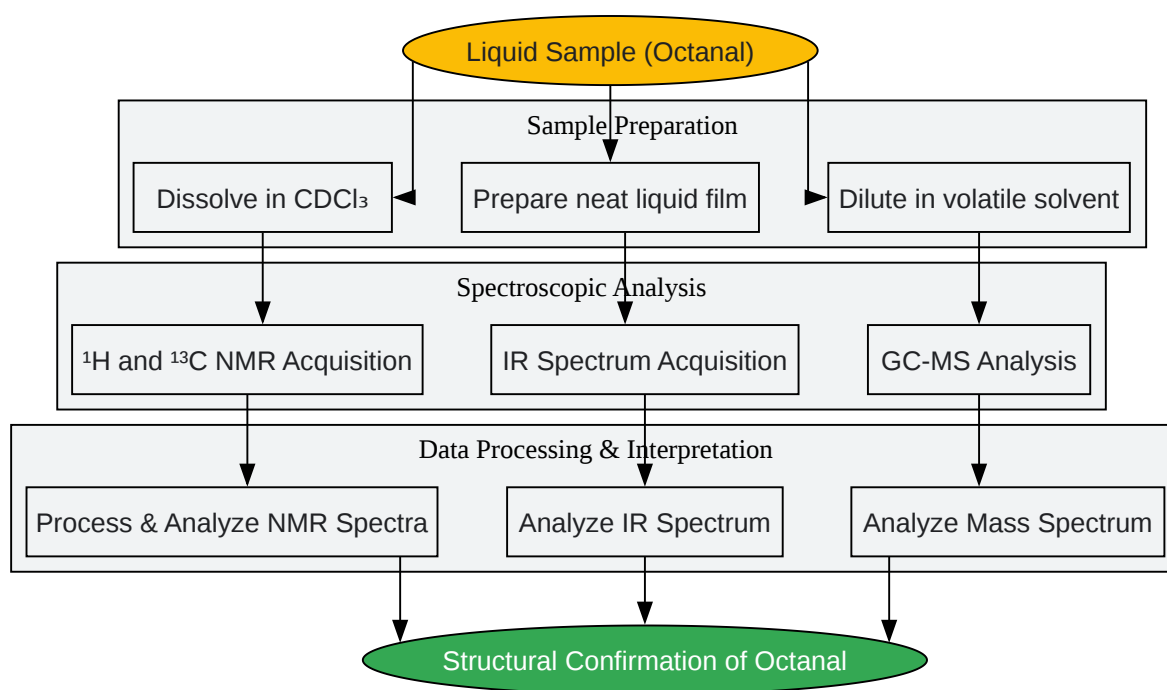 Liquid Sample (Octanal)
Sample Preparation
Dissolve in CDCl₃
Prepare neat liquid film
Dilute in volatile solvent
Spectroscopic Analysis
¹H and ¹³C NMR Acquisition
IR Spectrum Acquisition
GC-MS Analysis
Data Processing & Interpretation
Process & Analyze NMR Spectra
Analyze IR Spectrum
Analyze Mass Spectrum
Structural Confirmation of Octanal